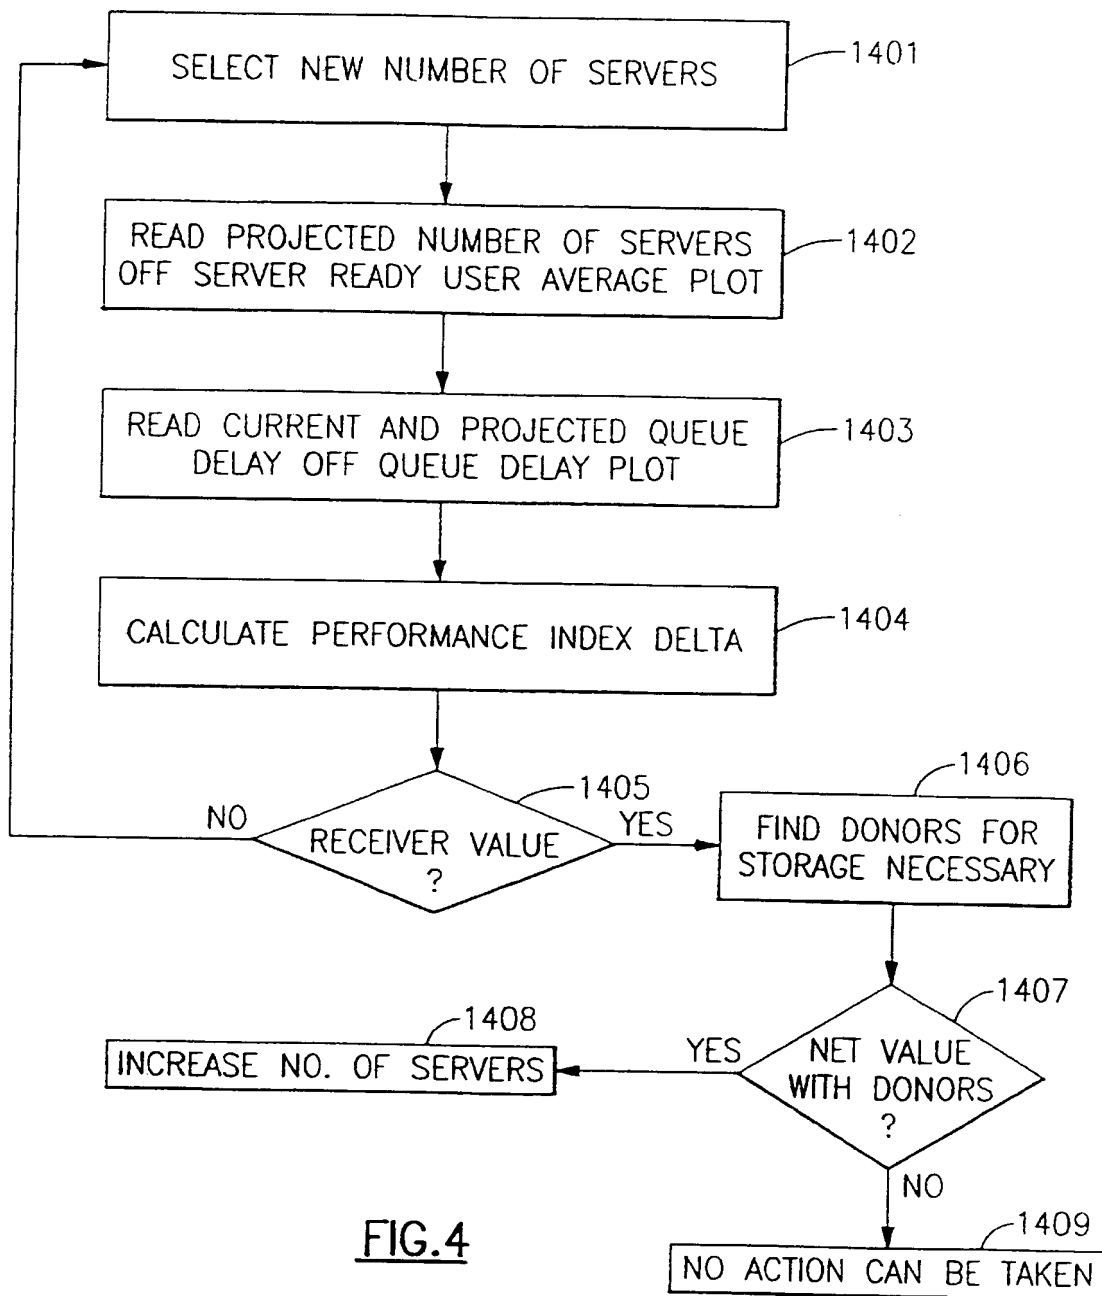 SELECT NEW NUMBER OF SERVERS
1401
READ PROJECTED NUMBER OF SERVERS
OFF SERVER READY USER AVERAGE PLOT
1402
READ CURRENT AND PROJECTED QUEUE
DELAY OFF QUEUE DELAY PLOT
1403
CALCULATE PERFORMANCE INDEX DELTA
1404
1405
NO
RECEIVER VALUE
?
YES
1406
FIND DONORS FOR
STORAGE NECESSARY
1407
NET VALUE
WITH DONORS
?
YES
1408
INCREASE NO. OF SERVERS
NO
1409
NO ACTION CAN BE TAKEN
FIG.4